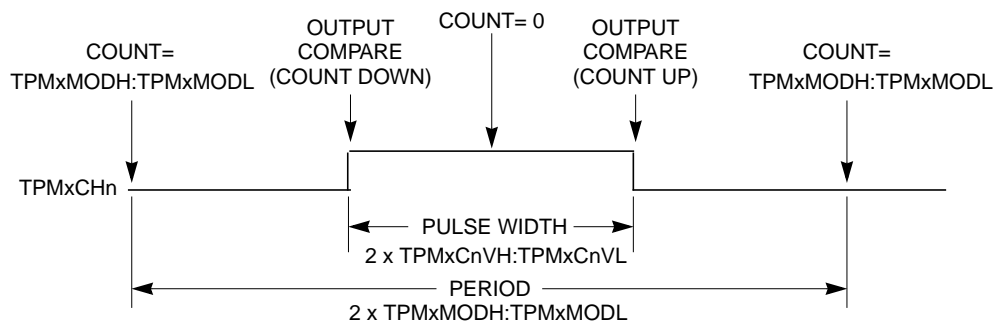 COUNT=
TPMxMODH:TPMxMODL
OUTPUT
COMPARE
(COUNT DOWN)
COUNT= 0
OUTPUT
COMPARE
(COUNT UP)
COUNT=
TPMxMODH:TPMxMODL
TPMxCHn
PULSE WIDTH
2 x TPMxCnVH:TPMxCnVL
PERIOD
2 x TPMxMODH:TPMxMODL